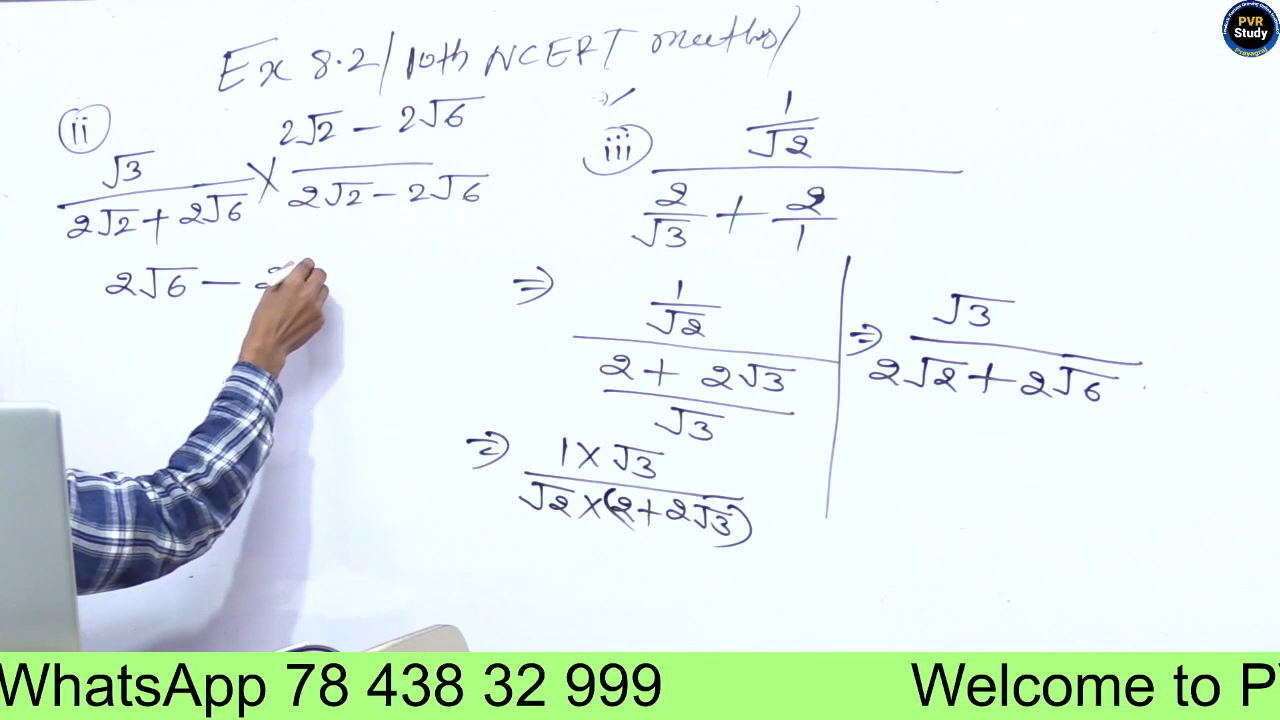 Ex 8.2/10th NCERT maths/
PVR
Study
Prayagraj
(ii)
√3 / (2√2 + 2√6) × (2√2 - 2√6) / (2√2 - 2√6)
2√6 -
(iii)
(1/√2) / (2/√3 + 2/1)
⇒ (1/√2) / ((2 + 2√3)/√3)
⇒ (1×√3) / (√2×(2+2√3))
⇒ √3 / (2√2 + 2√6)
WhatsApp 78 438 32 999
Welcome to P